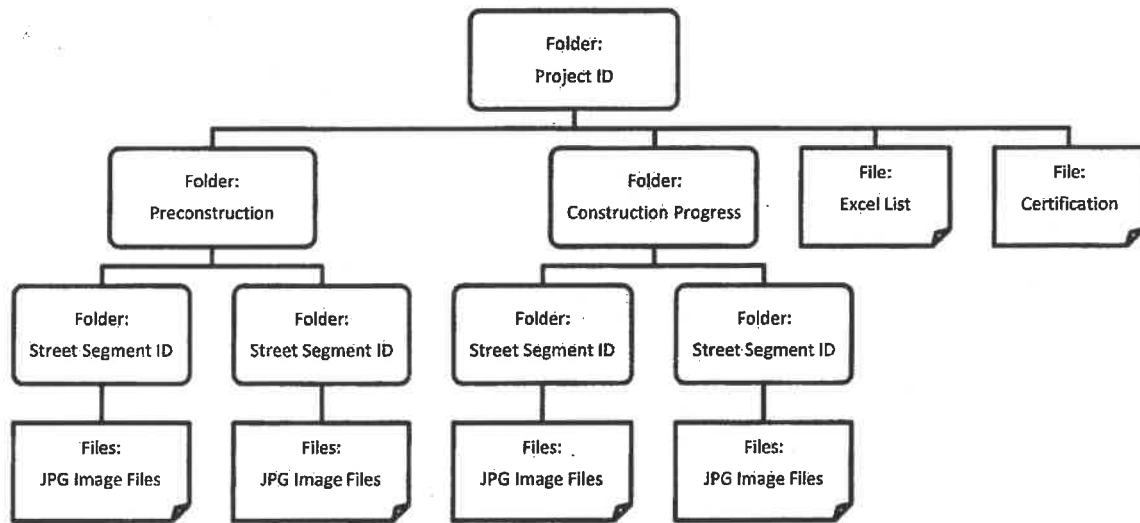 Folder:
Project ID
Folder:
Preconstruction
Folder:
Construction Progress
File:
Excel List
File:
Certification
Folder:
Street Segment ID
Folder:
Street Segment ID
Folder:
Street Segment ID
Folder:
Street Segment ID
Files:
JPG Image Files
Files:
JPG Image Files
Files:
JPG Image Files
Files:
JPG Image Files